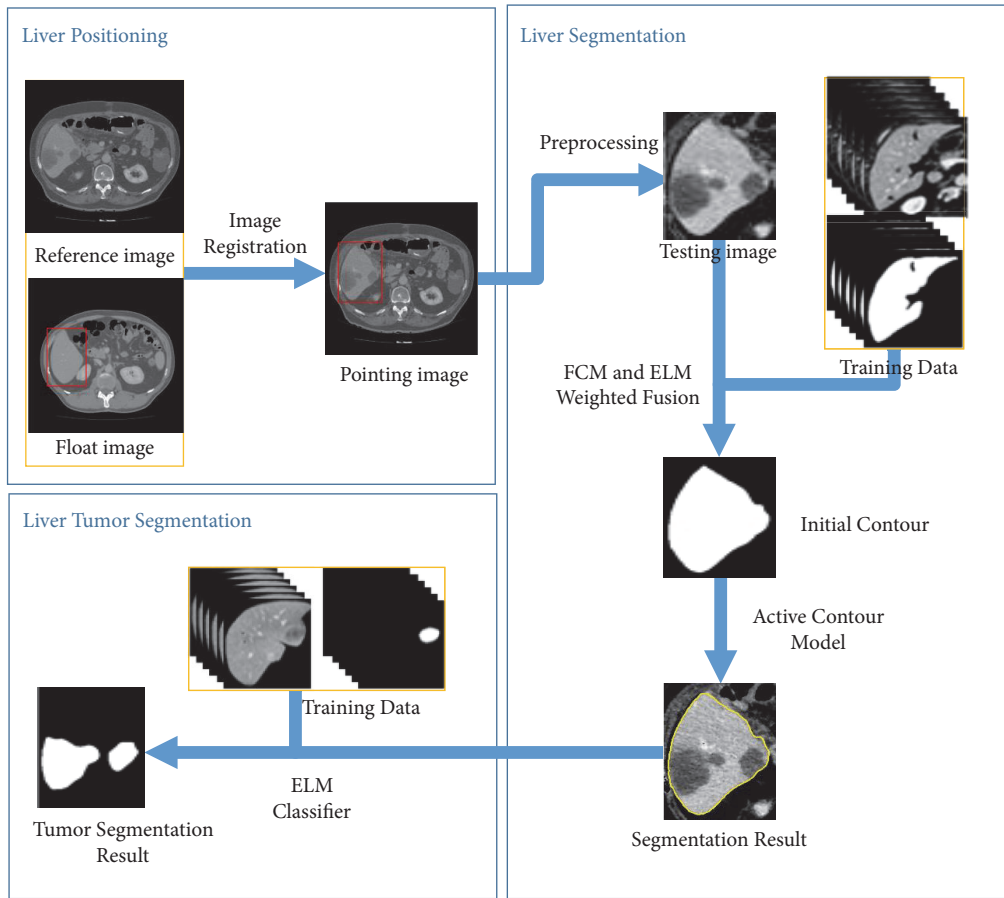 Liver Positioning
Reference image
Image
Registration
Float image
Pointing image
Liver Segmentation
Preprocessing
Testing image
Training Data
FCM and ELM
Weighted Fusion
Initial Contour
Active Contour
Model
Segmentation Result
Liver Tumor Segmentation
Training Data
ELM
Classifier
Tumor Segmentation
Result